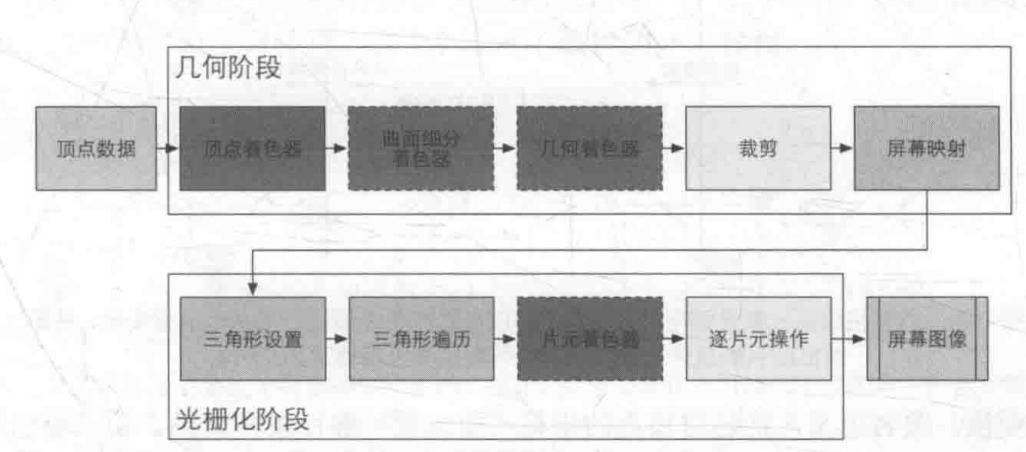 几何阶段
顶点数据
顶点着色器
曲面细分
着色器
几何着色器
裁剪
屏幕映射
三角形设置
三角形遍历
片元着色器
逐片元操作
屏幕图像
光栅化阶段